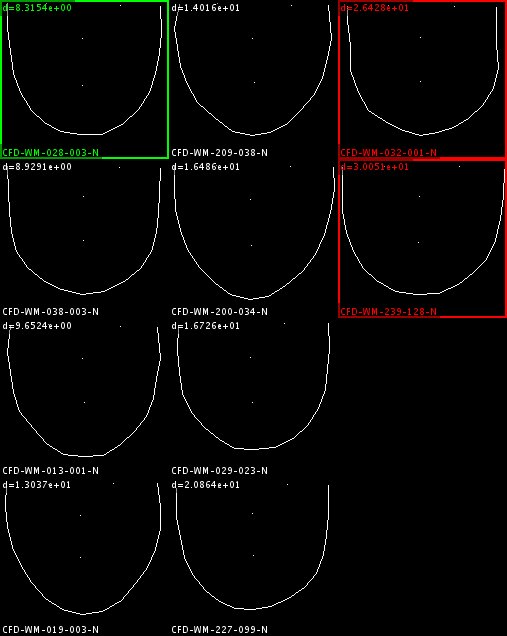 d=8.3154e+00
CFD-WM-028-003-N
d=8.9291e+00
CFD-WM-038-003-N
d=9.6524e+00
CFD-WM-013-001-N
d=1.3037e+01
CFD-WM-019-003-N
d=1.4016e+01
CFD-WM-209-038-N
d=1.6486e+01
CFD-WM-200-034-N
d=1.6726e+01
CFD-WM-029-023-N
d=2.0864e+01
CFD-WM-227-099-N
d=2.6428e+01
CFD-WM-032-001-N
d=3.0051e+01
CFD-WM-239-128-N